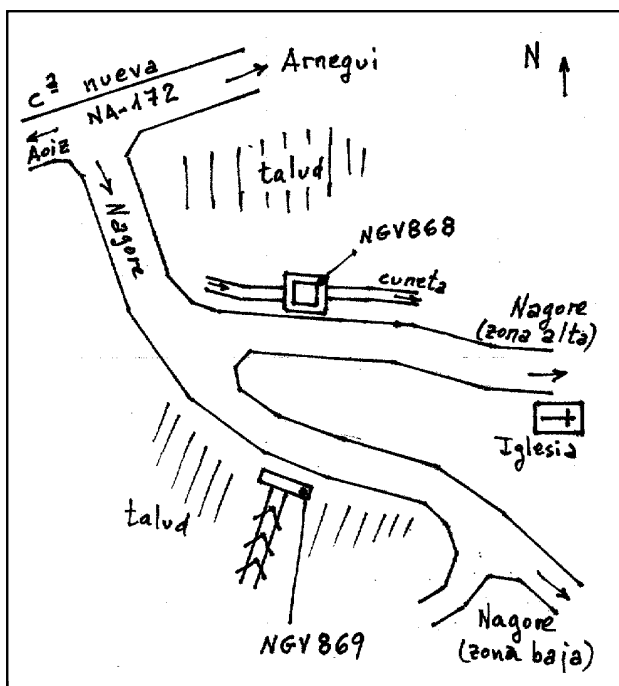 cª nueva
NA-172
Arnegui
N
Aoiz
Nagore
talud
NGV868
cuneta
Nagore
(zona alta)
Iglesia
talud
NGV869
Nagore
(zona baja)